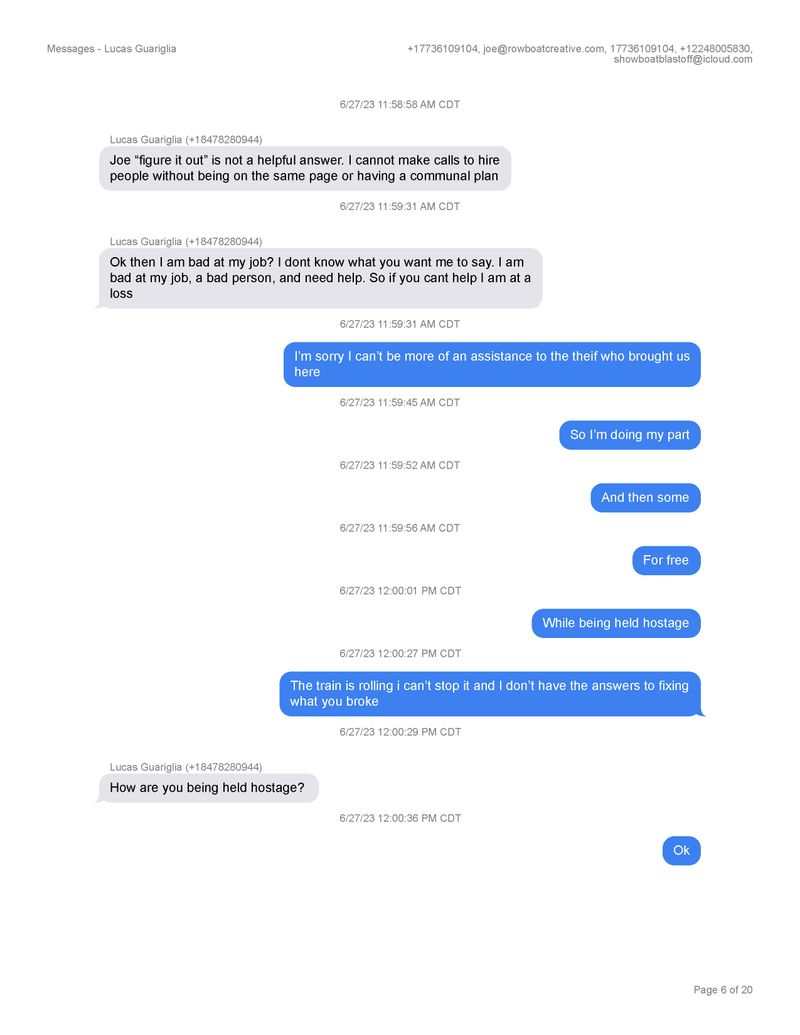 Messages - Lucas Guariglia
+17736109104, joe@rowboatcreative.com, 17736109104, +12248005830,
showboatblastoff@icloud.com
6/27/23 11:58:58 AM CDT
Lucas Guariglia (+18478280944)
Joe “figure it out” is not a helpful answer. I cannot make calls to hire
people without being on the same page or having a communal plan
6/27/23 11:59:31 AM CDT
Lucas Guariglia (+18478280944)
Ok then I am bad at my job? I dont know what you want me to say. I am
bad at my job, a bad person, and need help. So if you cant help I am at a
loss
6/27/23 11:59:31 AM CDT
I’m sorry I can’t be more of an assistance to the theif who brought us
here
6/27/23 11:59:45 AM CDT
So I’m doing my part
6/27/23 11:59:52 AM CDT
And then some
6/27/23 11:59:56 AM CDT
For free
6/27/23 12:00:01 PM CDT
While being held hostage
6/27/23 12:00:27 PM CDT
The train is rolling i can’t stop it and I don’t have the answers to fixing
what you broke
6/27/23 12:00:29 PM CDT
Lucas Guariglia (+18478280944)
How are you being held hostage?
6/27/23 12:00:36 PM CDT
Ok
Page 6 of 20